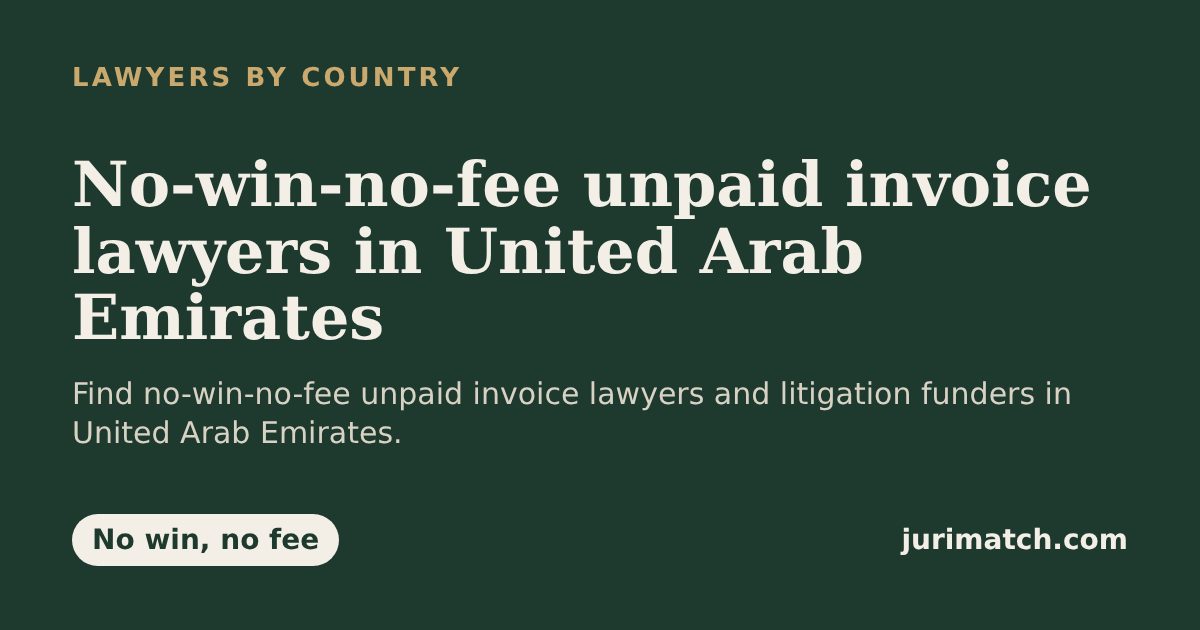 LAWYERS BY COUNTRY
No-win-no-fee unpaid invoice
lawyers in United Arab
Emirates
Find no-win-no-fee unpaid invoice lawyers and litigation funders in
United Arab Emirates.
No win, no fee
jurimatch.com